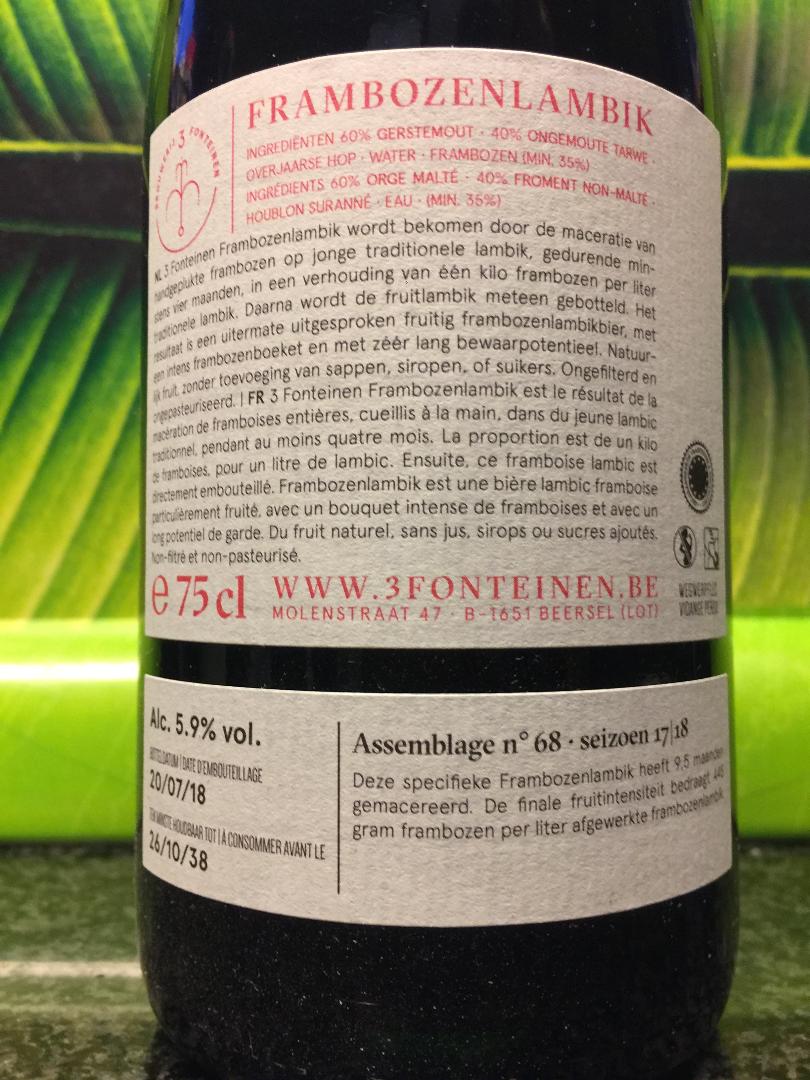 FRAMBOZENLAMBIK
BROUWERIJ 3 FONTEINEN
INGREDIËNTEN 60% GERSTEMOUT · 40% ONGEMOUTE TARWE ·
OVERJAARSE HOP · WATER · FRAMBOZEN (MIN. 35%)
INGRÉDIENTS 60% ORGE MALTÉ · 40% FROMENT NON-MALTÉ ·
HOUBLON SURANNÉ · EAU · (MIN. 35%)
NL 3 Fonteinen Frambozenlambik wordt bekomen door de maceratie van
handgeplukte frambozen op jonge traditionele lambik, gedurende min-
stens vier maanden, in een verhouding van één kilo frambozen per liter
traditionele lambik. Daarna wordt de fruitlambik meteen gebotteld. Het
resultaat is een uitermate uitgesproken fruitig frambozenlambikbier, met
een intens frambozenboeket en met zéér lang bewaarpotentieel. Natuur-
lijk fruit, zonder toevoeging van sappen, siropen, of suikers. Ongefilterd en
ongepasteuriseerd. | FR 3 Fonteinen Frambozenlambik est le résultat de la
macération de framboises entières, cueillis à la main, dans du jeune lambic
traditionnel, pendant au moins quatre mois. La proportion est de un kilo
de framboises, pour un litre de lambic. Ensuite, ce framboise lambic est
directement embouteillé. Frambozenlambik est une bière lambic framboise
particulièrement fruité, avec un bouquet intense de framboises et avec un
long potentiel de garde. Du fruit naturel, sans jus, sirops ou sucres ajoutés.
Non-filtré et non-pasteurisé.
e 75 cl
WWW.3FONTEINEN.BE
MOLENSTRAAT 47 · B-1651 BEERSEL (LOT)
Alc. 5.9% vol.
BOTTELDATUM | DATE D'EMBOUTEILLAGE
20/07/18
TEN MINSTE HOUDBAAR TOT | À CONSOMMER AVANT LE
26/10/38
Assemblage n° 68 · seizoen 17|18
Deze specifieke Frambozenlambik heeft 9,5 maanden
gemacereerd. De finale fruitintensiteit bedraagt
gram frambozen per liter afgewerkte frambozenlambik